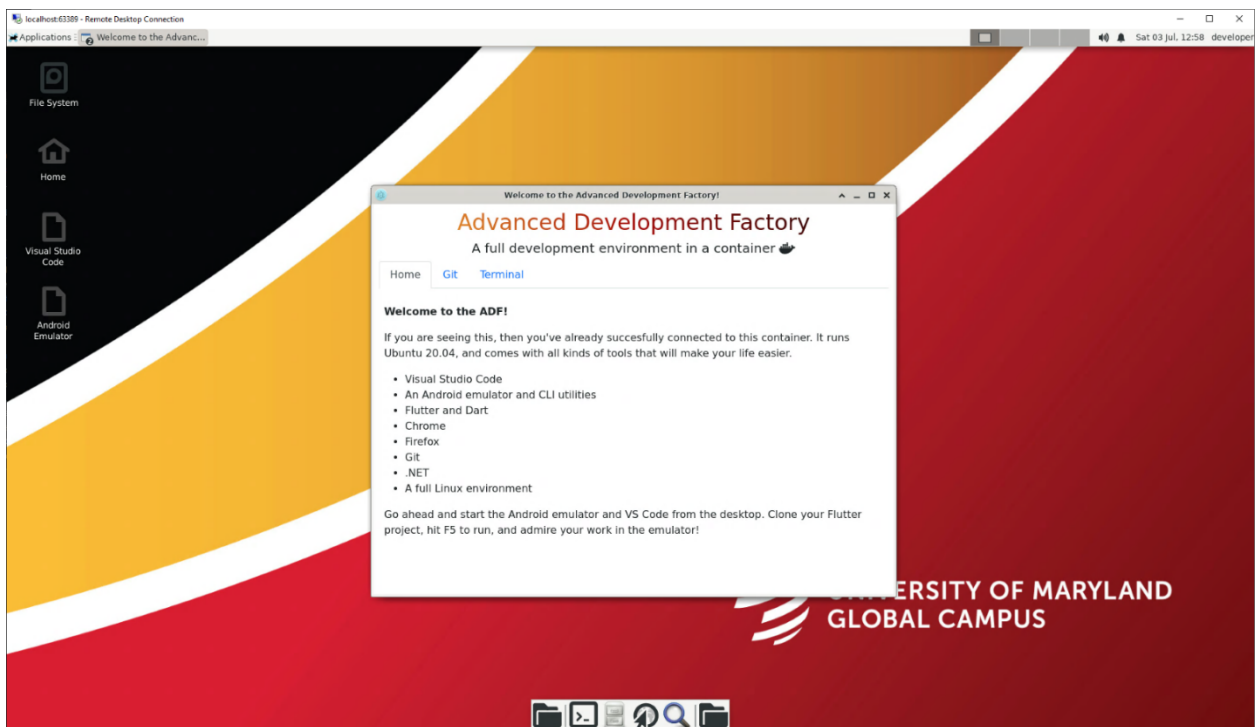 localhost:63389 - Remote Desktop Connection
Applications
Welcome to the Advanc...
Sat 03 Jul, 12:58 developer
File System
Home
Visual Studio
Code
Android
Emulator
Welcome to the Advanced Development Factory!
Advanced Development Factory
A full development environment in a container
Home Git Terminal
Welcome to the ADF!
If you are seeing this, then you've already succesfully connected to this container. It runs
Ubuntu 20.04, and comes with all kinds of tools that will make your life easier.
• Visual Studio Code
• An Android emulator and CLI utilities
• Flutter and Dart
• Chrome
• Firefox
• Git
• .NET
• A full Linux environment
Go ahead and start the Android emulator and VS Code from the desktop. Clone your Flutter
project, hit F5 to run, and admire your work in the emulator!
OF MARYLAND
GLOBAL CAMPUS